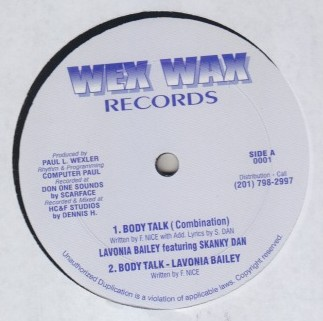 WEX WAX
RECORDS
Produced by
PAUL L. WEXLER
Rhythm & Programming
COMPUTER PAUL
Recorded at
DON ONE SOUNDS
by SCARFACE
Recorded & Mixed at
HC&F STUDIOS
by DENNIS H.
SIDE A
0001
Distribution - Call
(201) 798-2997
1. BODY TALK (Combination)
Written by F. NICE with Add. Lyrics by S. DAN
LAVONIA BAILEY featuring SKANKY DAN
2. BODY TALK - LAVONIA BAILEY
Written by F. NICE
Unauthorized Duplication is a violation of applicable laws.